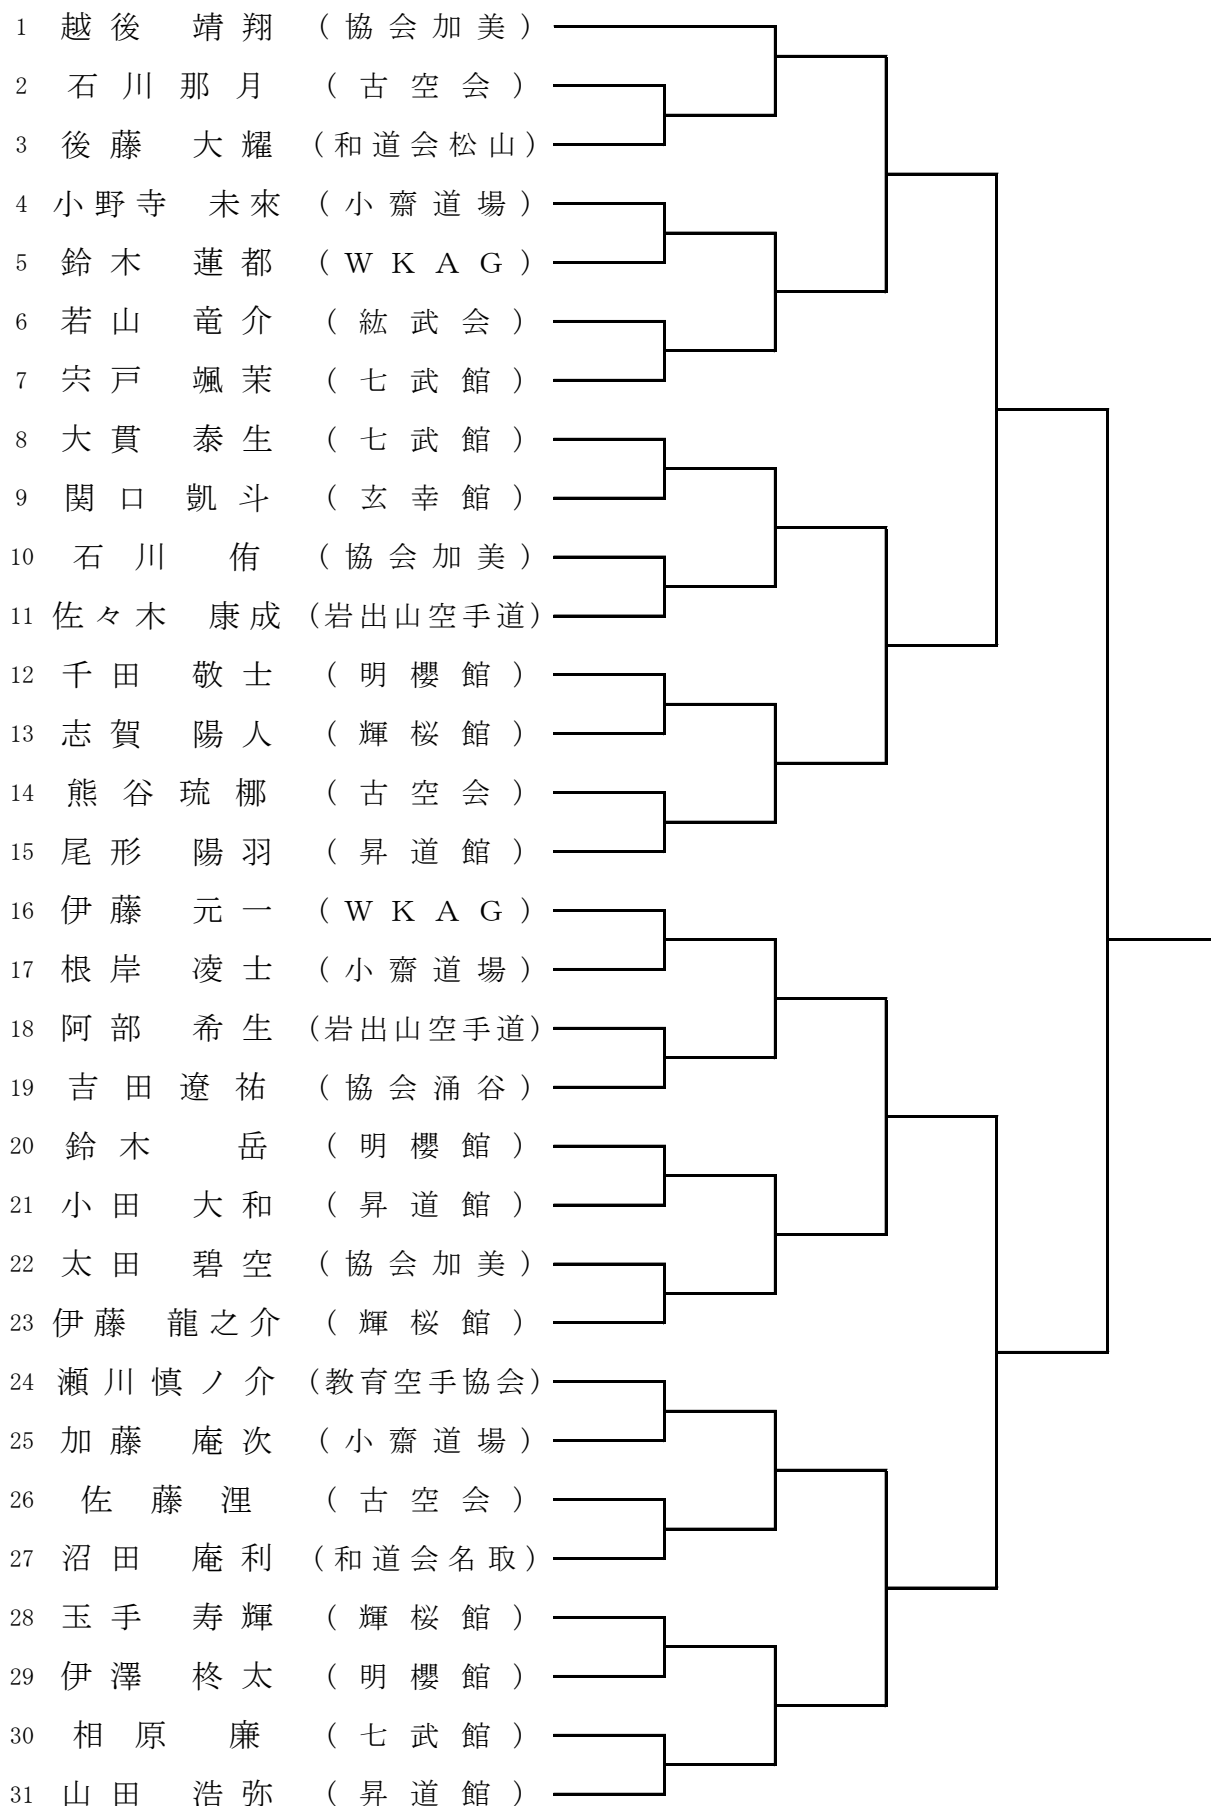 1 越後 靖翔 (協会加美)
2 石川那月 (古空会)
3 後藤 大耀 (和道会松山)
4 小野寺 未來 (小齋道場)
5 鈴木 蓮都 (WKAG)
6 若山 竜介 (紘武会)
7 宍戸 颯茉 (七武館)
8 大貫 泰生 (七武館)
9 関口凱斗 (玄幸館)
10 石川 侑 (協会加美)
11 佐々木 康成 (岩出山空手道)
12 千田 敬士 (明櫻館)
13 志賀 陽人 (輝桜館)
14 熊谷琉梛 (古空会)
15 尾形 陽羽 (昇道館)
16 伊藤 元一 (WKAG)
17 根岸 凌士 (小齋道場)
18 阿部 希生 (岩出山空手道)
19 吉田遼祐 (協会涌谷)
20 鈴木 岳 (明櫻館)
21 小田 大和 (昇道館)
22 太田 碧空 (協会加美)
23 伊藤 龍之介 (輝桜館)
24 瀬川慎ノ介 (教育空手協会)
25 加藤 庵次 (小齋道場)
26 佐藤浬 (古空会)
27 沼田 庵利 (和道会名取)
28 玉手 寿輝 (輝桜館)
29 伊澤 柊太 (明櫻館)
30 相原 廉 (七武館)
31 山田 浩弥 (昇道館)